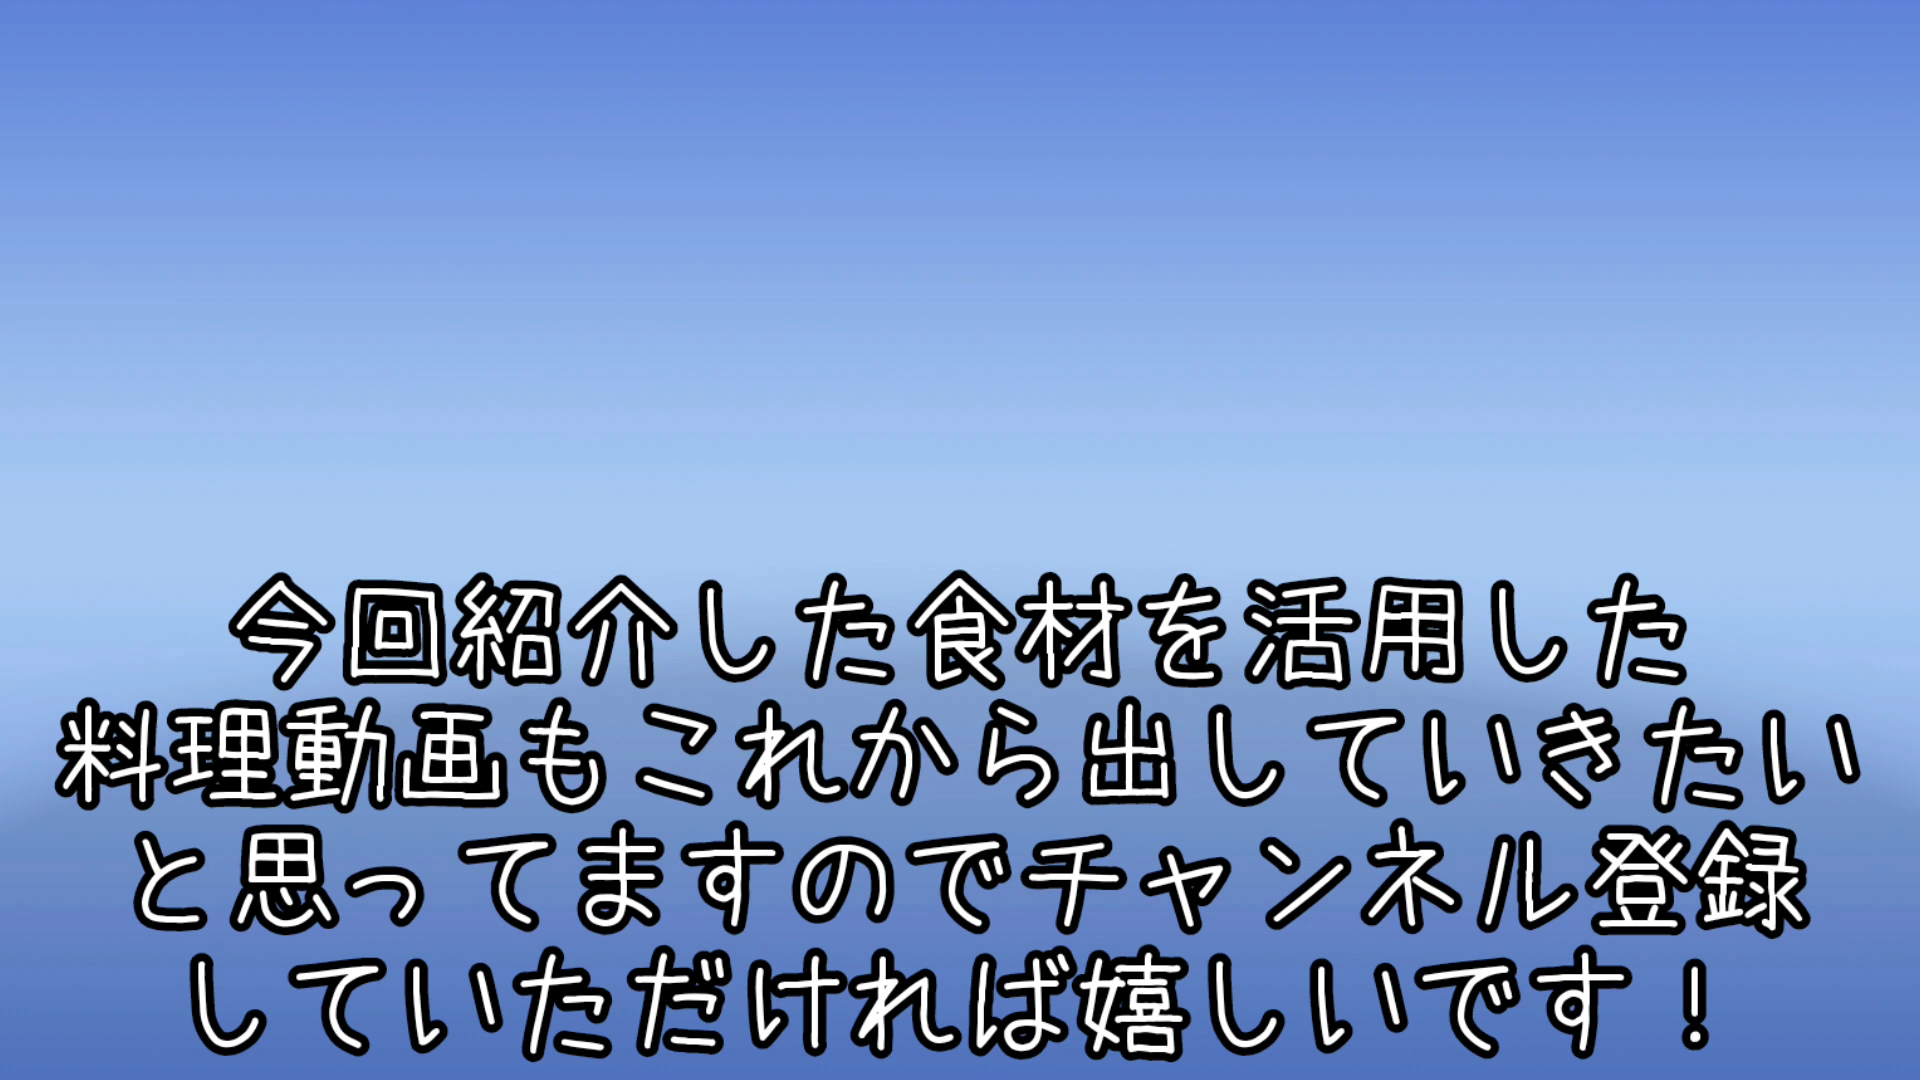 今回紹介した食材を活用した
料理動画もこれから出していきたい
と思ってますのでチャンネル登録
していただければ嬉しいです！